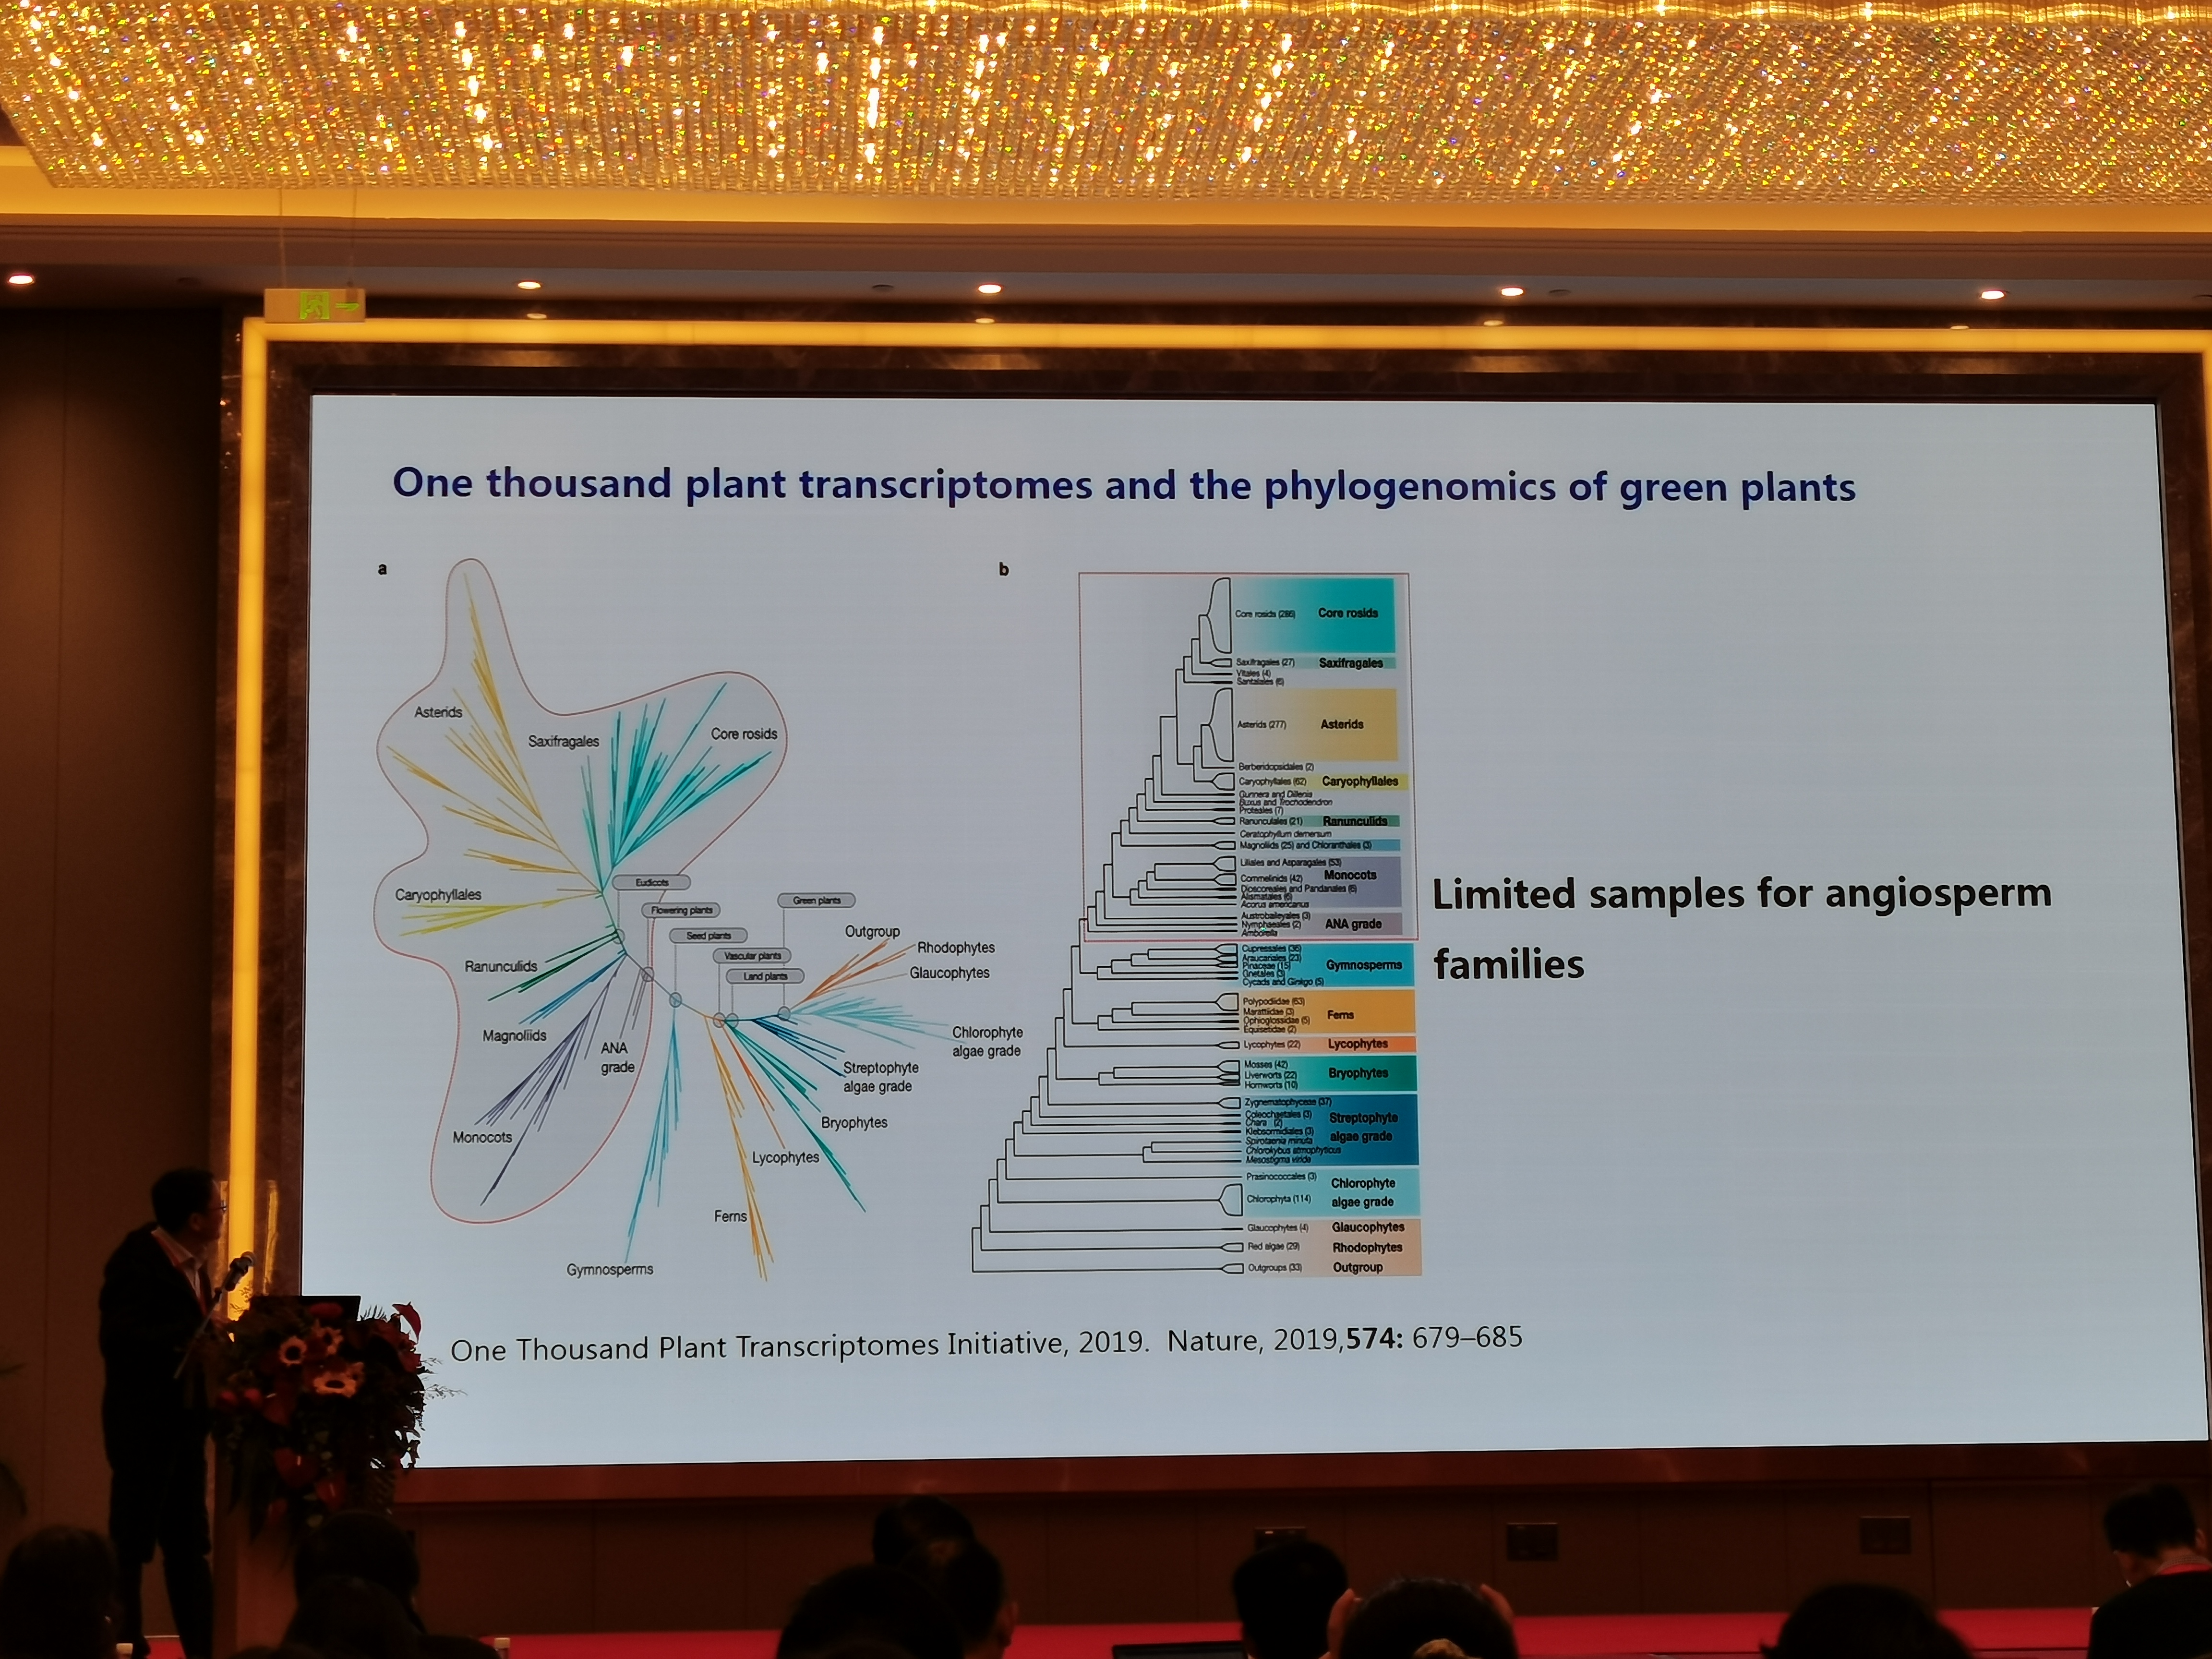 One thousand plant transcriptomes and the phylogenomics of green plants
a
Asterids
Saxifragales
Core rosids
Caryophyllales
Eudicots
Flowering plants
Green plants
Seed plants
Vascular plants
Land plants
Outgroup
Rhodophytes
Glaucophytes
Ranunculids
Magnoliids
ANA
grade
Monocots
Chlorophyte
algae grade
Streptophyte
algae grade
Bryophytes
Lycophytes
Ferns
Gymnosperms
b
Core rosids (286) Core rosids
Saxifragales (27) Saxifragales
Vitales (4)
Santalales (6)
Asterids (277) Asterids
Berberidopsidales (2)
Caryophyllales (62) Caryophyllales
Gunnera and Dillenia
Buxus and Trochodendron
Proteales (7)
Ranunculales (21) Ranunculids
Ceratophyllum demersum
Magnoliids (25) and Chloranthales (3)
Liliales and Asparagales (53)
Monocots
Commelinids (42)
Dioscoreales and Pandanales (6)
Alismatales (6)
Acorus americanus
Austrobaileyales (3)
Nymphaeales (2) ANA grade
Amborella
Cupressales (36)
Araucariales (23)
Pinaceae (15) Gymnosperms
Gnetales (3)
Cycads and Ginkgo (5)
Polypodiidae (63)
Marattiidae (3)
Ophioglossidae (5) Ferns
Equisetidae (2)
Lycophytes (22) Lycophytes
Mosses (42)
Liverworts (22) Bryophytes
Hornworts (10)
Zygnematophyceae (37)
Coleochaetales (3) Streptophyte
Chara (2)
Klebsormidiales (3) algae grade
Spirotaenia minuta
Chlorokybus atmophyticus
Mesostigma viride
Prasinococcales (3) Chlorophyte
Chlorophyta (114) algae grade
Glaucophytes (4) Glaucophytes
Red algae (29) Rhodophytes
Outgroups (33) Outgroup
Limited samples for angiosperm
families
One Thousand Plant Transcriptomes Initiative, 2019. Nature, 2019,574: 679–685